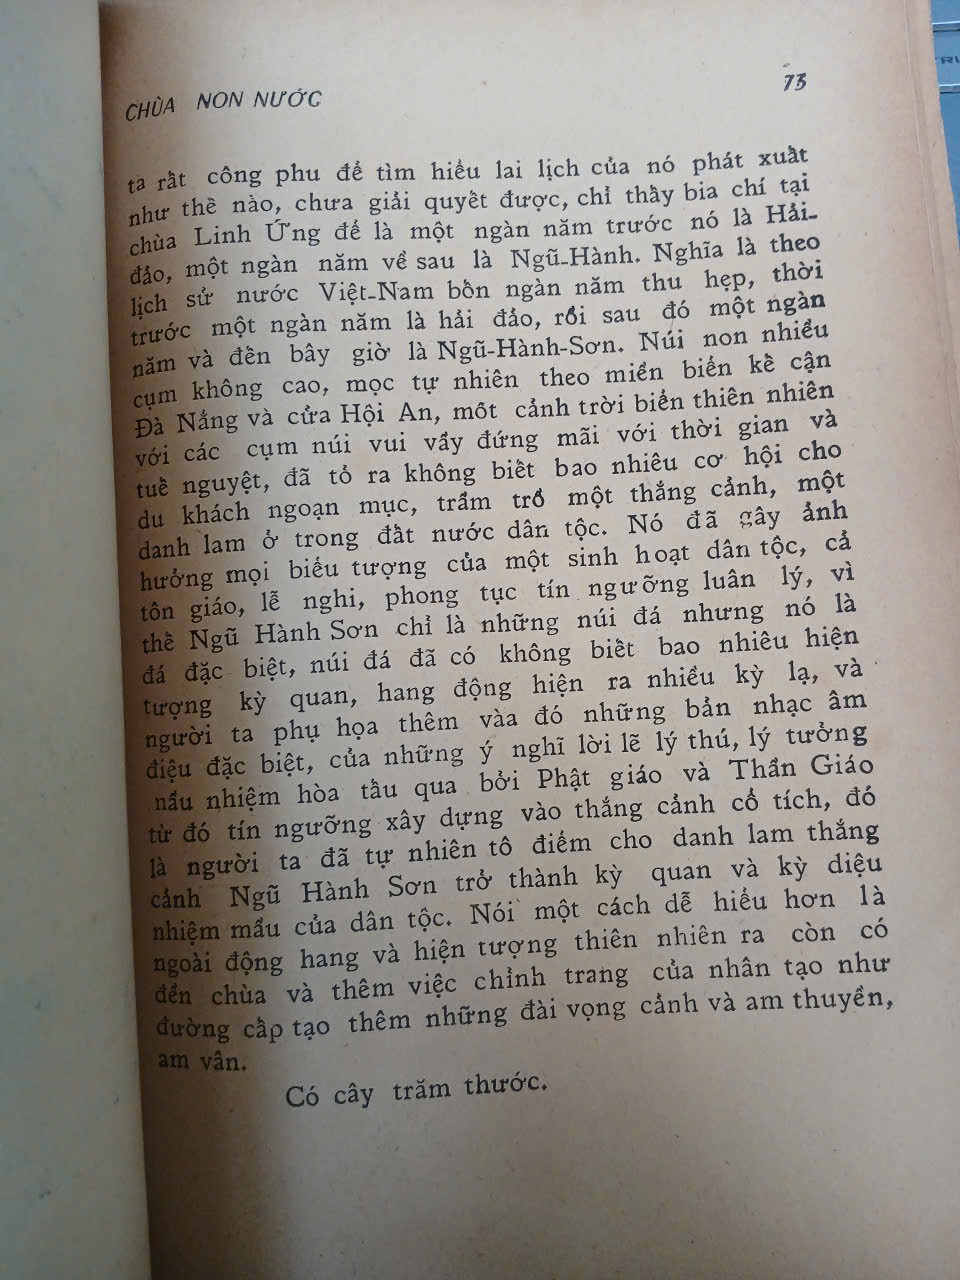 CHÙA NON NƯỚC
73
ta rất công phu để tìm hiểu lai lịch của nó phát xuất
như thế nào, chưa giải quyết được, chỉ thấy bia chí tại
chùa Linh Ứng để là một ngàn năm trước nó là Hải-
đảo, một ngàn năm về sau là Ngũ-Hành. Nghĩa là theo
lịch sử nước Việt-Nam bốn ngàn năm thu hẹp, thời
trước một ngàn năm là hải đảo, rồi sau đó một ngàn
năm và đến bây giờ là Ngũ-Hành-Sơn. Núi non nhiều
cụm không cao, mọc tự nhiên theo miền biển kề cận
Đà Nẵng và cửa Hội An, môt cảnh trời biển thiên nhiên
với các cụm núi vui vầy đứng mãi với thời gian và
tuế nguyệt, đã tỏ ra không biết bao nhiêu cơ hội cho
du khách ngoạn mục, trầm trồ một thắng cảnh, một
danh lam ở trong đất nước dân tộc. Nó đã gây ảnh
hưởng mọi biểu tượng của một sinh hoạt dân tộc, cả
tôn giáo, lễ nghi, phong tục tín ngưỡng luân lý, vì
thế Ngũ Hành Sơn chỉ là những núi đá nhưng nó là
đá đặc biệt, núi đá đã có không biết bao nhiêu hiện
tượng kỳ quan, hang động hiện ra nhiều kỳ lạ, và
người ta phụ họa thêm vàa đó những bản nhạc âm
điệu đặc biệt, của những ý nghĩ lời lẽ lý thú, lý tưởng
nầu nhiệm hòa tấu qua bởi Phật giáo và Thần Giáo
từ đó tín ngưỡng xây dựng vào thắng cảnh cổ tích, đó
là người ta đã tự nhiên tô điểm cho danh lam thắng
cảnh Ngũ Hành Sơn trở thành kỳ quan và kỳ diệu
nhiệm mầu của dân tộc. Nói một cách dễ hiểu hơn là
ngoài động hang và hiện tượng thiên nhiên ra còn có
đền chùa và thêm việc chỉnh trang của nhân tạo như
đường cấp tạo thêm những đài vọng cảnh và am thuyền,
am vân.
Có cây trăm thước.